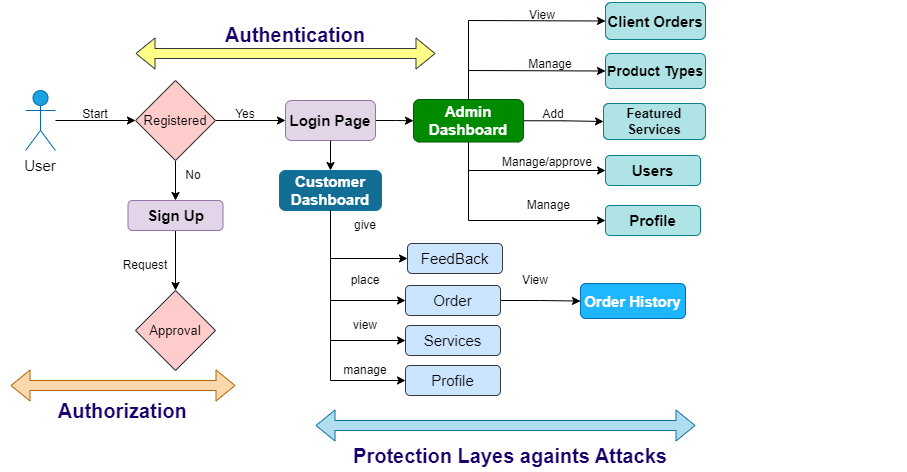 View
Client Orders
Authentication
Manage
Product Types
Start
Registered
Yes
Login Page
Admin
Dashboard
Add
Featured
Services
User
No
Manage/approve
Users
Customer
Dashboard
Sign Up
Manage
Profile
give
FeedBack
Request
place
Order
View
Order History
Approval
view
Services
manage
Profile
Authorization
Protection Layes againts Attacks